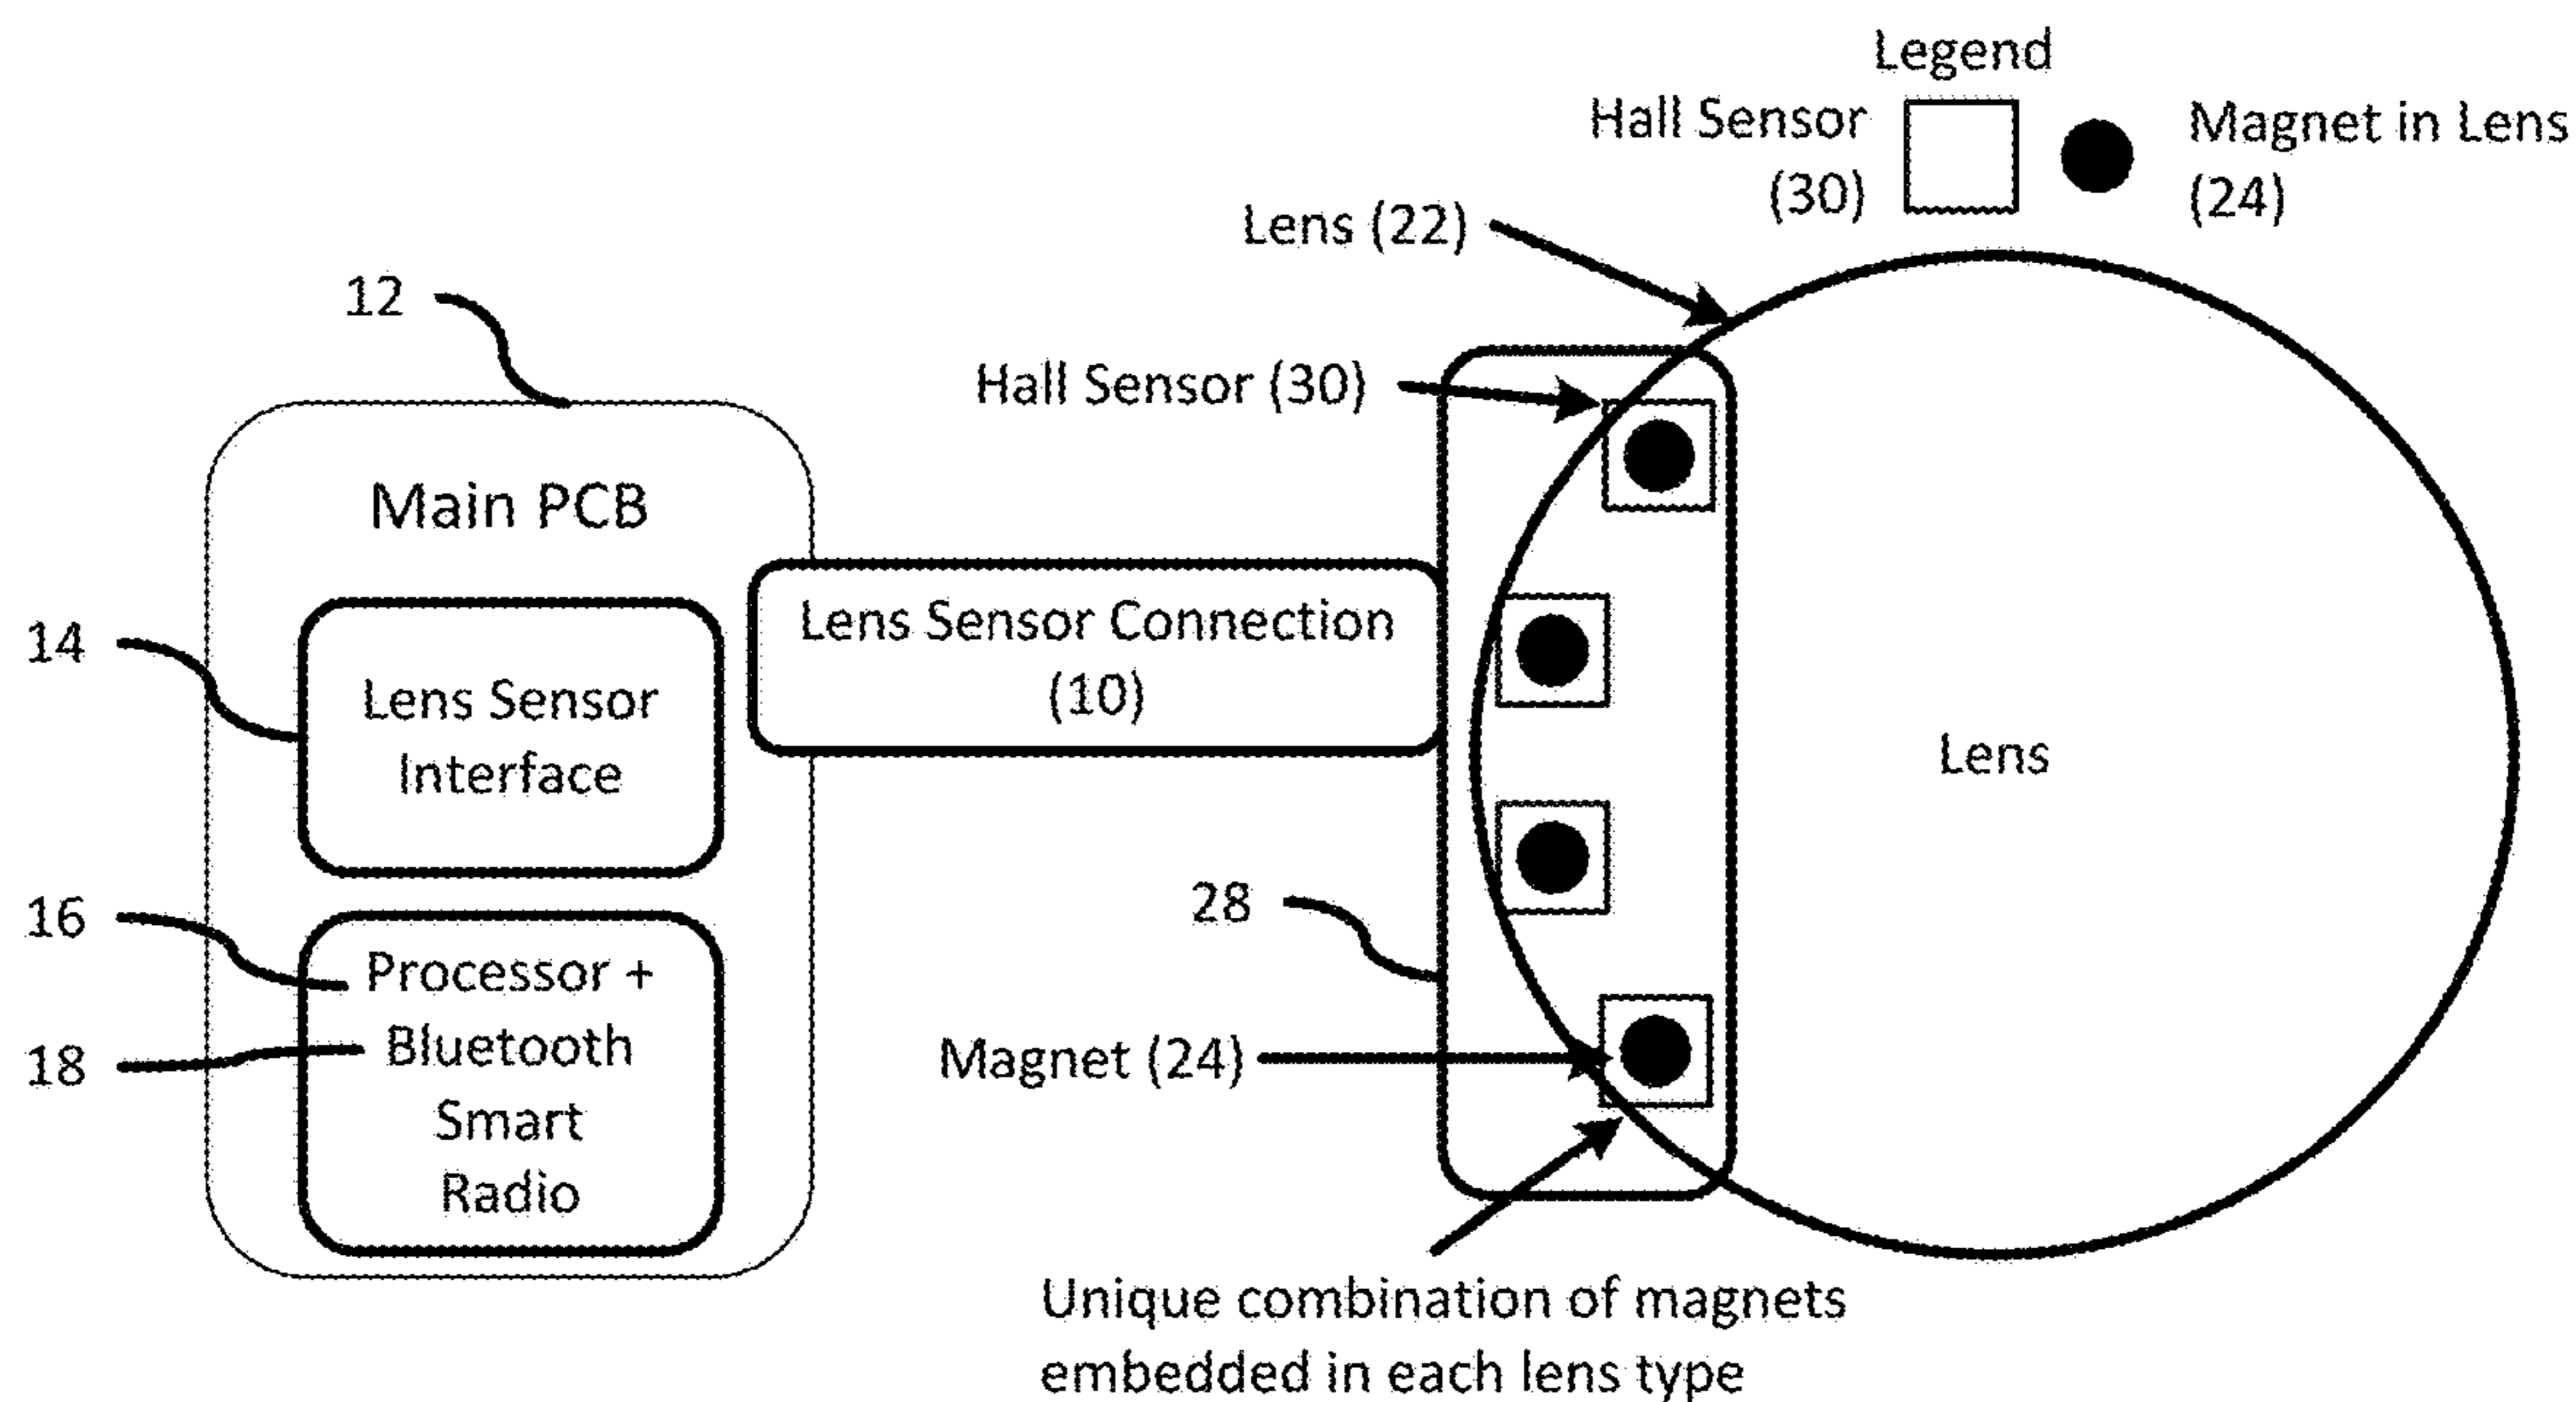 Legend
Hall Sensor
(30)
Magnet in Lens
(24)
Lens (22)
12
Hall Sensor (30)
Main PCB
Lens Sensor Connection
(10)
14
Lens Sensor
Interface
Lens
28
16
Processor +
18
Bluetooth
Smart
Radio
Magnet (24)
Unique combination of magnets
embedded in each lens type